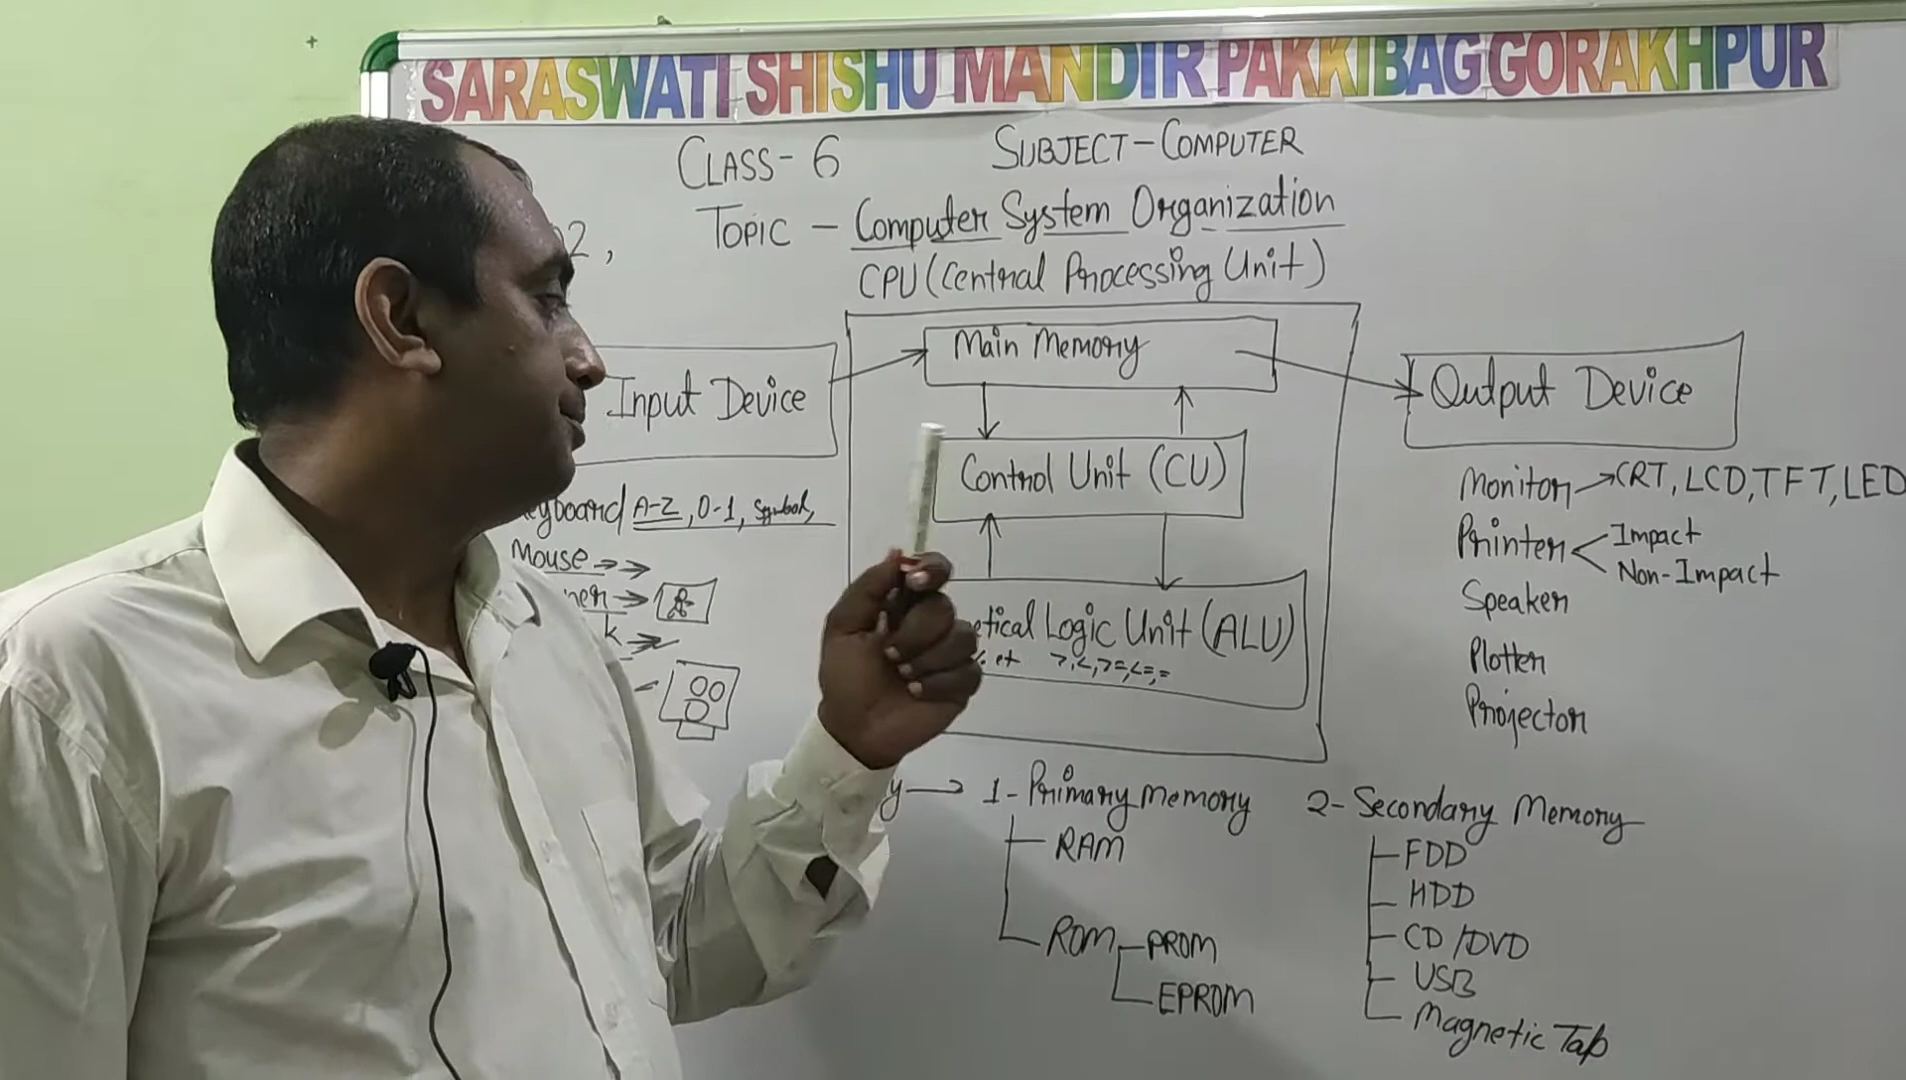 SARASWATI SHISHU MANDIR PAKKIBAG GORAKHPUR
CLASS- 6 SUBJECT-COMPUTER
TOPIC - Computer System Organization
CPU (Central Processing Unit)
Main Memory
Input Device
Output Device
Control Unit (CU)
Logic Unit (ALU)
>,<,>=,<=,=
A-Z, 0-1, Symbol,
Mouse
Monitor → CRT, LCD, TFT, LED
Printer < Impact
Non-Impact
Speaker
Plotter
Projector
1- Primary Memory 2- Secondary Memory
RAM
ROM PROM
EPROM
FDD
HDD
CD/DVD
USB
Magnetic Tap